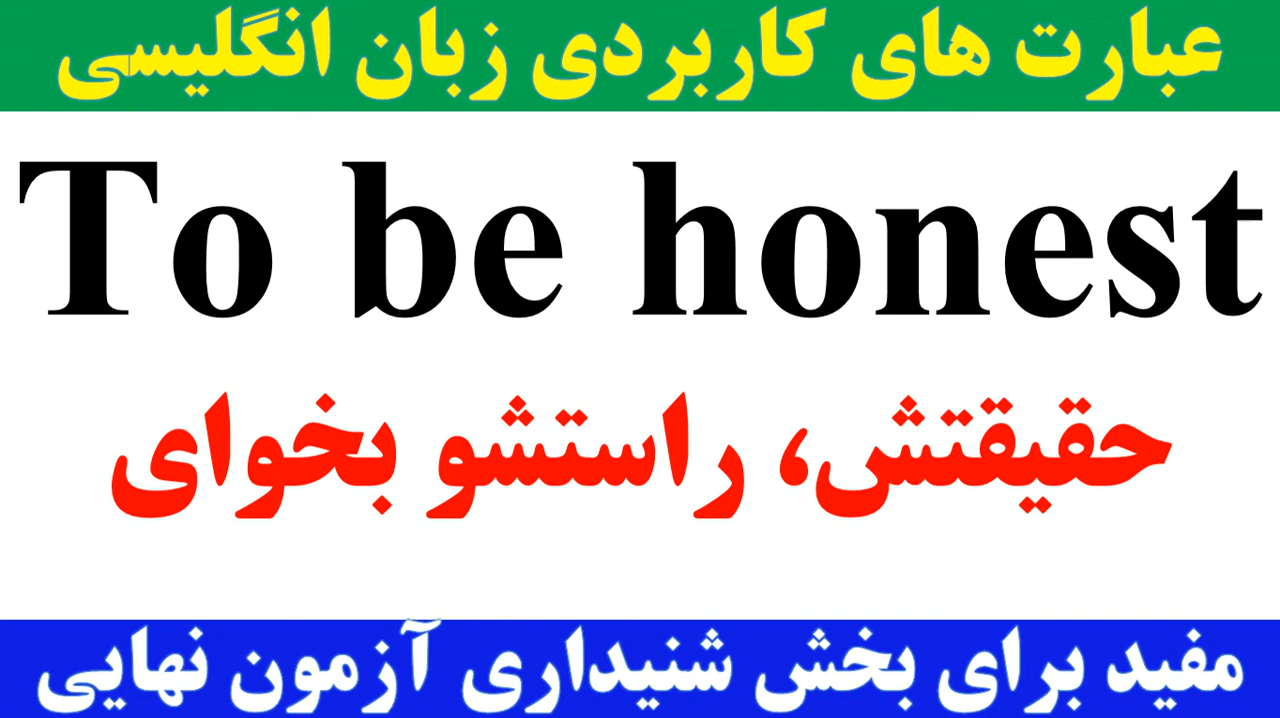 عبارت های کاربردی زبان انگلیسی
To be honest
حقیقتش، راستشو بخوای
مفید برای بخش شنیداری آزمون نهایی